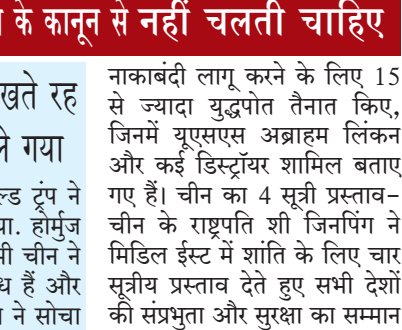 के कानून से नहीं चलती चाहिए
रह
गया
ट्रंप ने
होर्मुज
चीन ने
हैं और
ने सोचा
नाकाबंदी लागू करने के लिए 15
से ज्यादा युद्धपोत तैनात किए,
जिनमें यूएसएस अब्राहम लिंकन
और कई डिस्ट्रॉयर शामिल बताए
गए हैं। चीन का 4 सूत्री प्रस्ताव-
चीन के राष्ट्रपति शी जिनपिंग ने
मिडिल ईस्ट में शांति के लिए चार
सूत्रीय प्रस्ताव देते हुए सभी देशों
की संप्रभुता और सुरक्षा का सम्मान